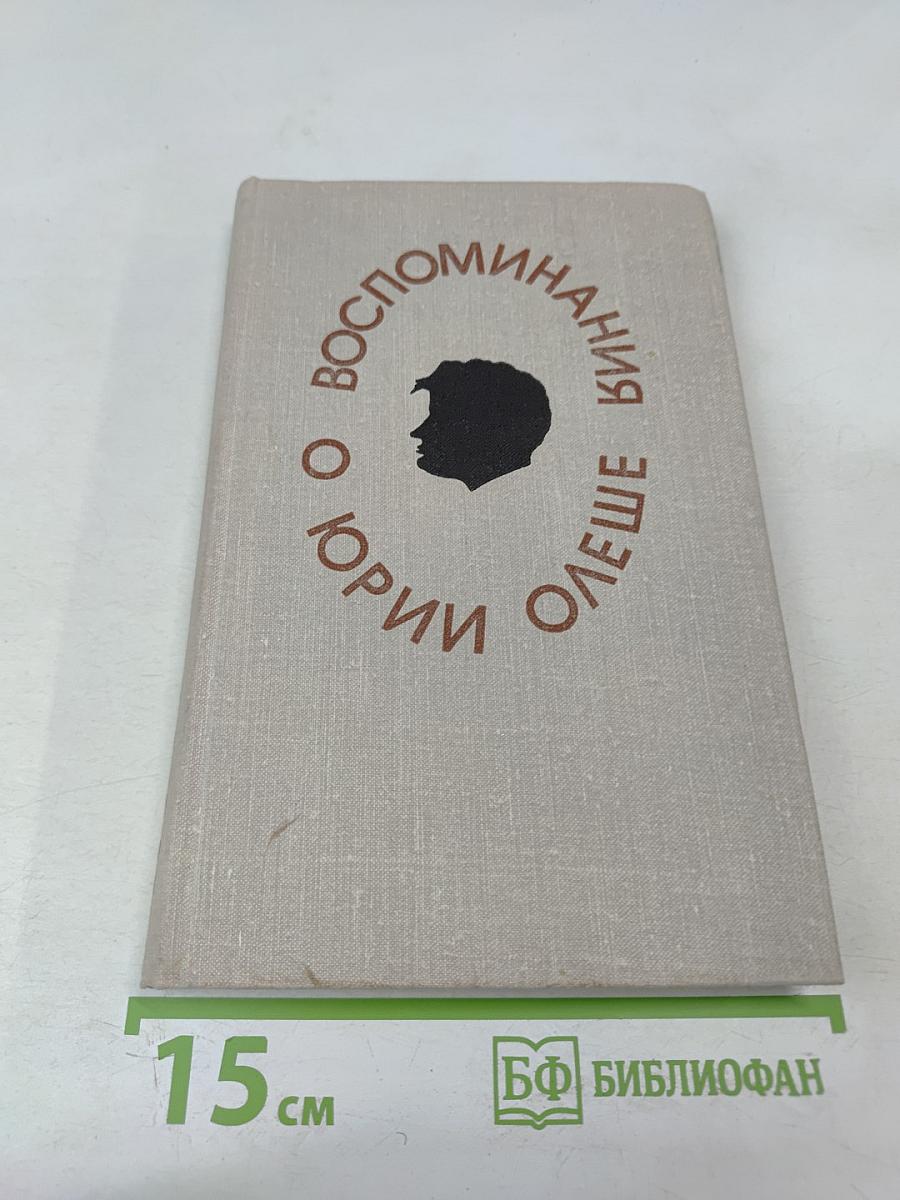 ВОСПОМИНАНИЯ
О ЮРИИ ОЛЕШЕ
15 см
БФ БИБЛИОФАН